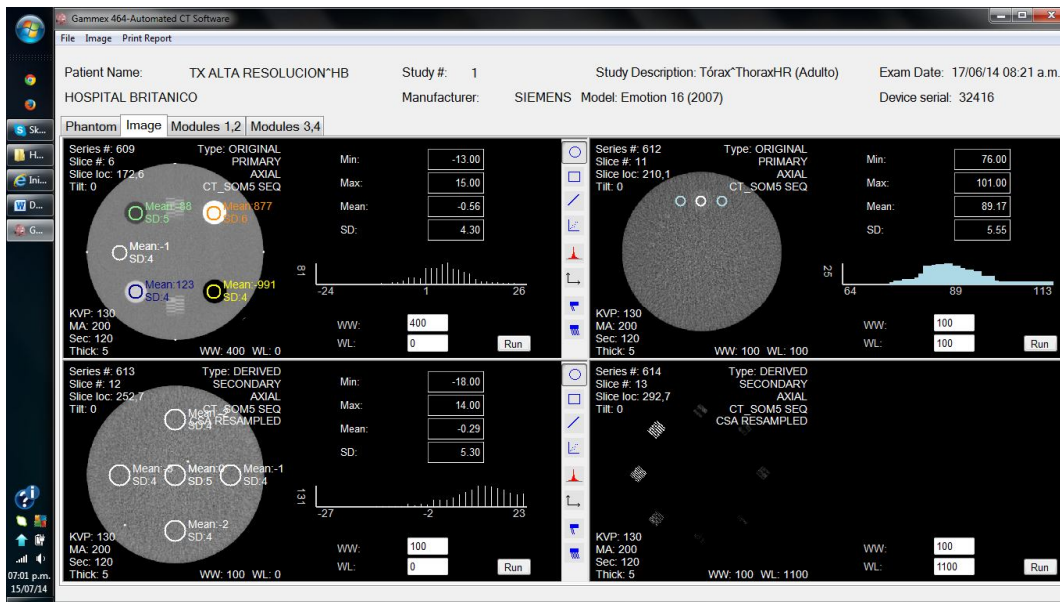 Gammex 464-Automated CT Software
File Image Print Report
Patient Name: TX ALTA RESOLUCION^HB Study #: 1 Study Description: Tórax^ThoraxHR (Adulto) Exam Date: 17/06/14 08:21 a.m.
HOSPITAL BRITANICO Manufacturer: SIEMENS Model: Emotion 16 (2007) Device serial: 32416
Phantom Image Modules 1,2 Modules 3,4
Series #: 609 Type: ORIGINAL
Slice #: 6 PRIMARY
Slice loc: 172,6 AXIAL
Tilt: 0 CT_SOM5 SEQ
Mean:-88
SD:5
Mean:877
SD:6
Mean:-1
SD:4
Mean:123
SD:4
Mean:-991
SD:4
KVP: 130
MA: 200
Sec: 120
Thick: 5 WW: 400 WL: 0
Min: -13.00
Max: 15.00
Mean: -0.56
SD: 4.30
81
-24 1 26
WW: 400
WL: 0 Run
Series #: 612 Type: ORIGINAL
Slice #: 11 PRIMARY
Slice loc: 210,1 AXIAL
Tilt: 0 CT_SOM5 SEQ
KVP: 130
MA: 200
Sec: 120
Thick: 5 WW: 100 WL: 100
Min: 76.00
Max: 101.00
Mean: 89.17
SD: 5.55
25
64 89 113
WW: 100
WL: 100 Run
Series #: 613 Type: DERIVED
Slice #: 12 SECONDARY
Slice loc: 252,7 AXIAL
Tilt: 0 CT_SOM5 SEQ
CSA RESAMPLED
SD:4
Mean:-3
SD:4
Mean:0
SD:5
Mean:-1
SD:4
Mean:-2
SD:4
KVP: 130
MA: 200
Sec: 120
Thick: 5 WW: 100 WL: 0
Min: -18.00
Max: 14.00
Mean: -0.29
SD: 5.30
131
-27 -2 23
WW: 100
WL: 0 Run
Series #: 614 Type: DERIVED
Slice #: 13 SECONDARY
Slice loc: 292,7 AXIAL
Tilt: 0 CT_SOM5 SEQ
CSA RESAMPLED
KVP: 130
MA: 200
Sec: 120
Thick: 5 WW: 100 WL: 1100
WW: 100
WL: 1100 Run
Sk...
H...
Ini...
D...
G...
07:01 p.m.
15/07/14